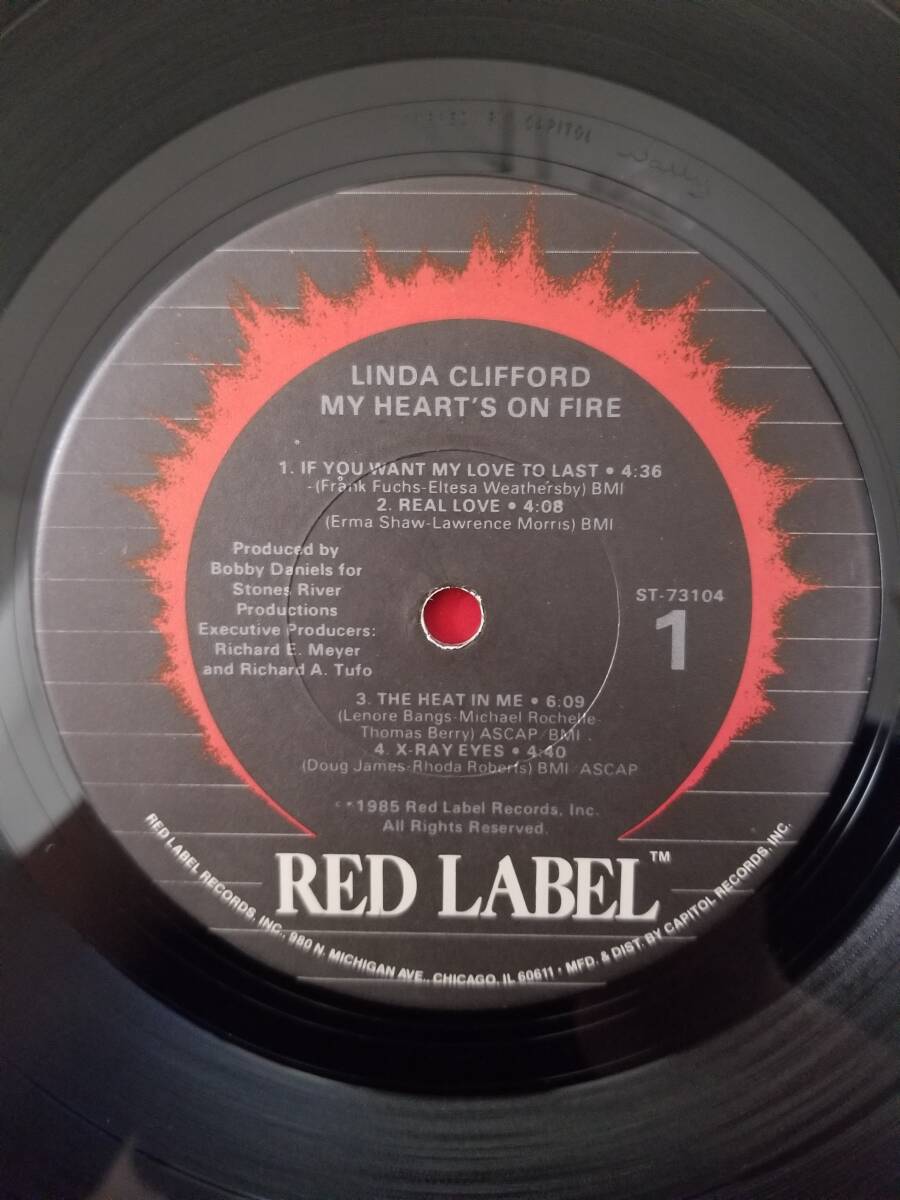 CAPITOL Wally
LINDA CLIFFORD
MY HEART'S ON FIRE
1. IF YOU WANT MY LOVE TO LAST • 4:36
(Frank Fuchs-Eltesa Weathersby) BMI
2. REAL LOVE • 4:08
(Erma Shaw-Lawrence Morris) BMI
Produced by
Bobby Daniels for
Stones River
Productions
Executive Producers:
Richard E. Meyer
and Richard A. Tufo
ST-73104
1
3. THE HEAT IN ME • 6:09
(Lenore Bangs-Michael Rochelle-
Thomas Berry) ASCAP/BMI
4. X-RAY EYES • 4:40
(Doug James-Rhoda Roberts) BMI/ASCAP
1985 Red Label Records, Inc.
All Rights Reserved.
RED LABEL™
RED LABEL RECORDS, INC., 980 N. MICHIGAN AVE., CHICAGO, IL 60611 • MFD. & DIST. BY CAPITOL RECORDS, INC.